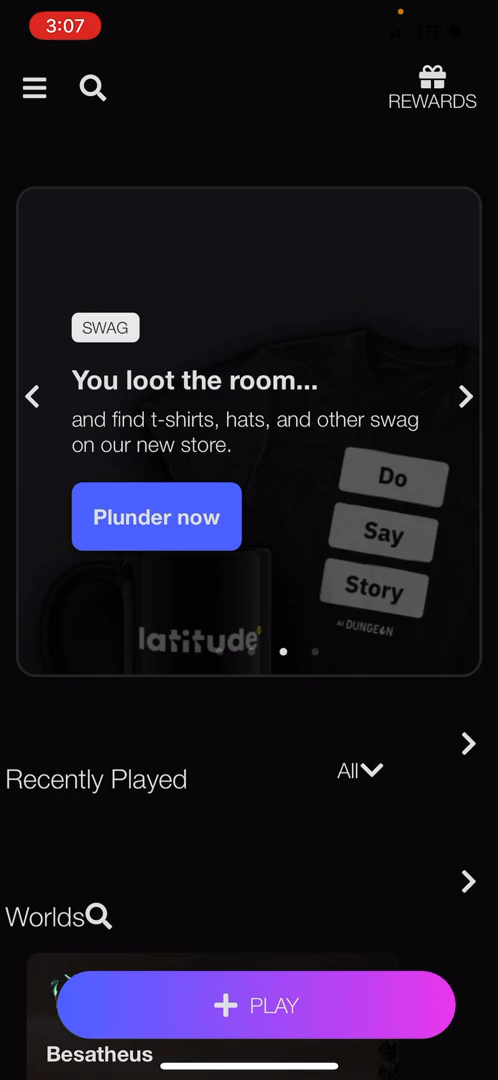 3:07
LTE
REWARDS
SWAG
You loot the room...
and find t-shirts, hats, and other swag
on our new store.
Plunder now
Do
Say
Story
AI DUNGEON
latitude
Recently Played
All
Worlds
PLAY
Besatheus